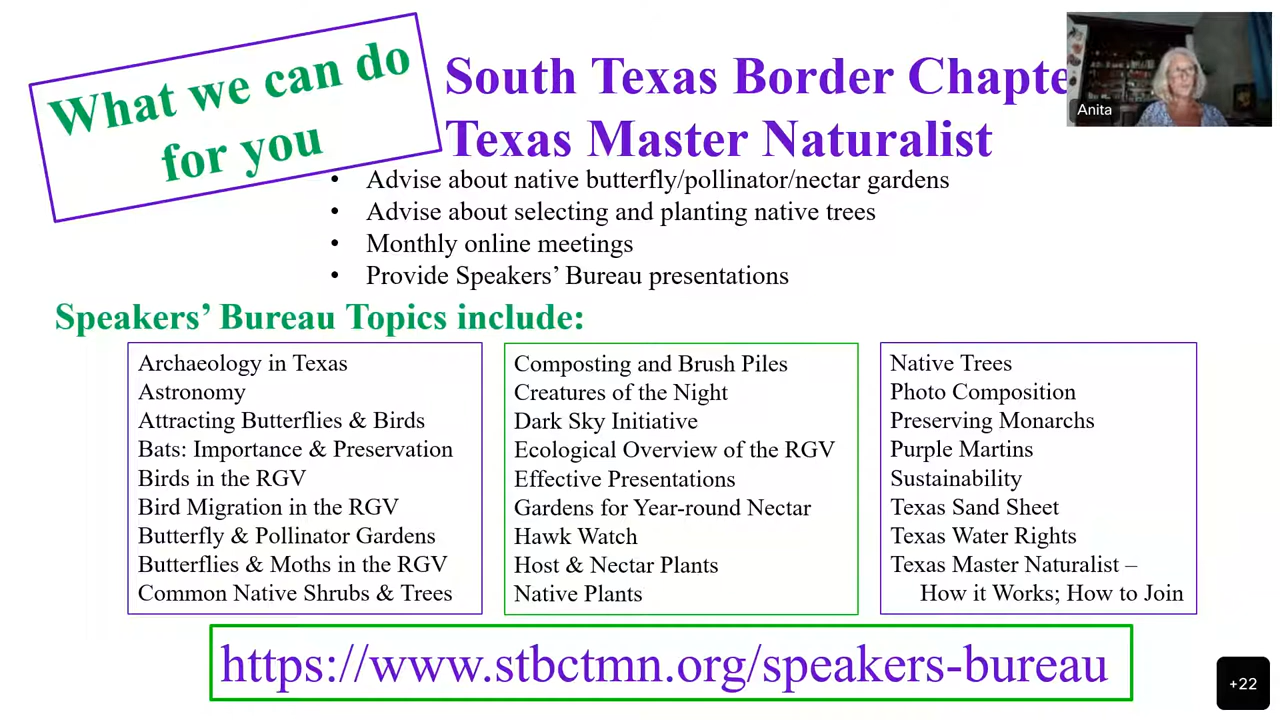 What we can do
for you
South Texas Border Chapte
Texas Master Naturalist
Anita
• Advise about native butterfly/pollinator/nectar gardens
• Advise about selecting and planting native trees
• Monthly online meetings
• Provide Speakers’ Bureau presentations
Speakers’ Bureau Topics include:
Archaeology in Texas
Astronomy
Attracting Butterflies & Birds
Bats: Importance & Preservation
Birds in the RGV
Bird Migration in the RGV
Butterfly & Pollinator Gardens
Butterflies & Moths in the RGV
Common Native Shrubs & Trees
Composting and Brush Piles
Creatures of the Night
Dark Sky Initiative
Ecological Overview of the RGV
Effective Presentations
Gardens for Year-round Nectar
Hawk Watch
Host & Nectar Plants
Native Plants
Native Trees
Photo Composition
Preserving Monarchs
Purple Martins
Sustainability
Texas Sand Sheet
Texas Water Rights
Texas Master Naturalist –
How it Works; How to Join
https://www.stbctmn.org/speakers-bureau
+22